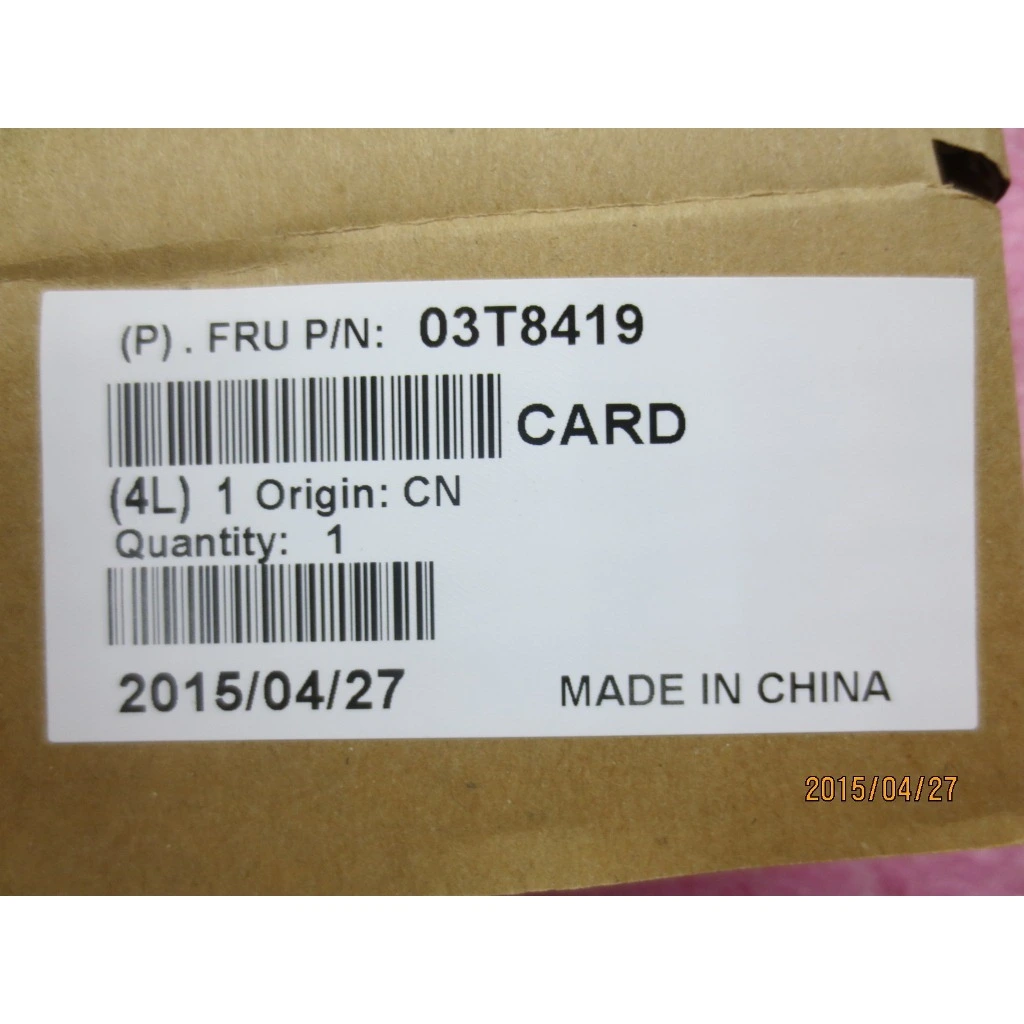 (P) . FRU P/N: 03T8419
CARD
(4L) 1 Origin: CN
Quantity: 1
2015/04/27 MADE IN CHINA
2015/04/27